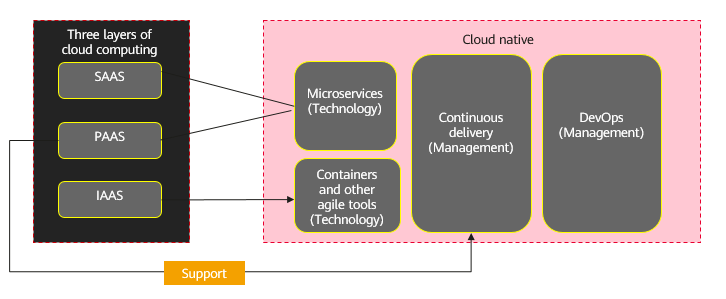 Three layers of
cloud computing
SAAS
PAAS
IAAS
Cloud native
Microservices
(Technology)
Containers
and other
agile tools
(Technology)
Continuous
delivery
(Management)
DevOps
(Management)
Support